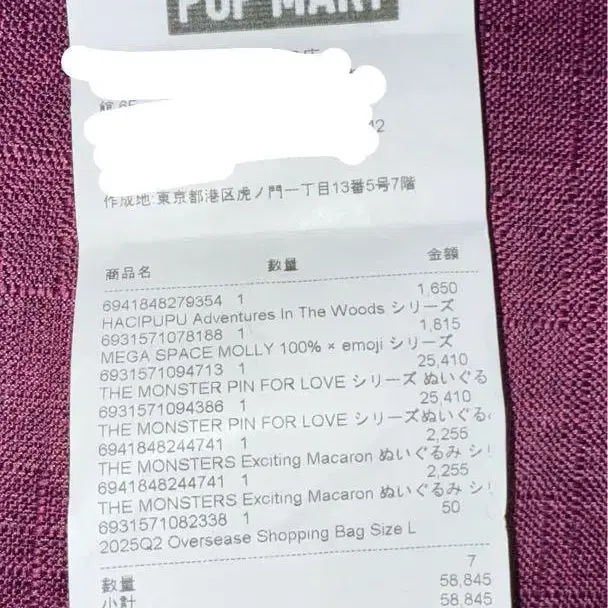 POP MART
店
館 6F
12
作成地:東京都港区虎ノ門一丁目13番5号7階
商品名 数量 金額
6941848279354 1 1,650
HACIPUPU Adventures In The Woods シリーズ
6931571078188 1 1,815
MEGA SPACE MOLLY 100% × emoji シリーズ
6931571094713 1 25,410
THE MONSTER PIN FOR LOVE シリーズ ぬいぐる
6931571094386 1 25,410
THE MONSTER PIN FOR LOVE シリーズぬいぐる
6941848244741 1 2,255
THE MONSTERS Exciting Macaron ぬいぐるみ シ
6941848244741 1 2,255
THE MONSTERS Exciting Macaron ぬいぐるみ シ
6931571082338 1 50
2025Q2 Oversease Shopping Bag Size L
数量 7
小計 58,845
58,845